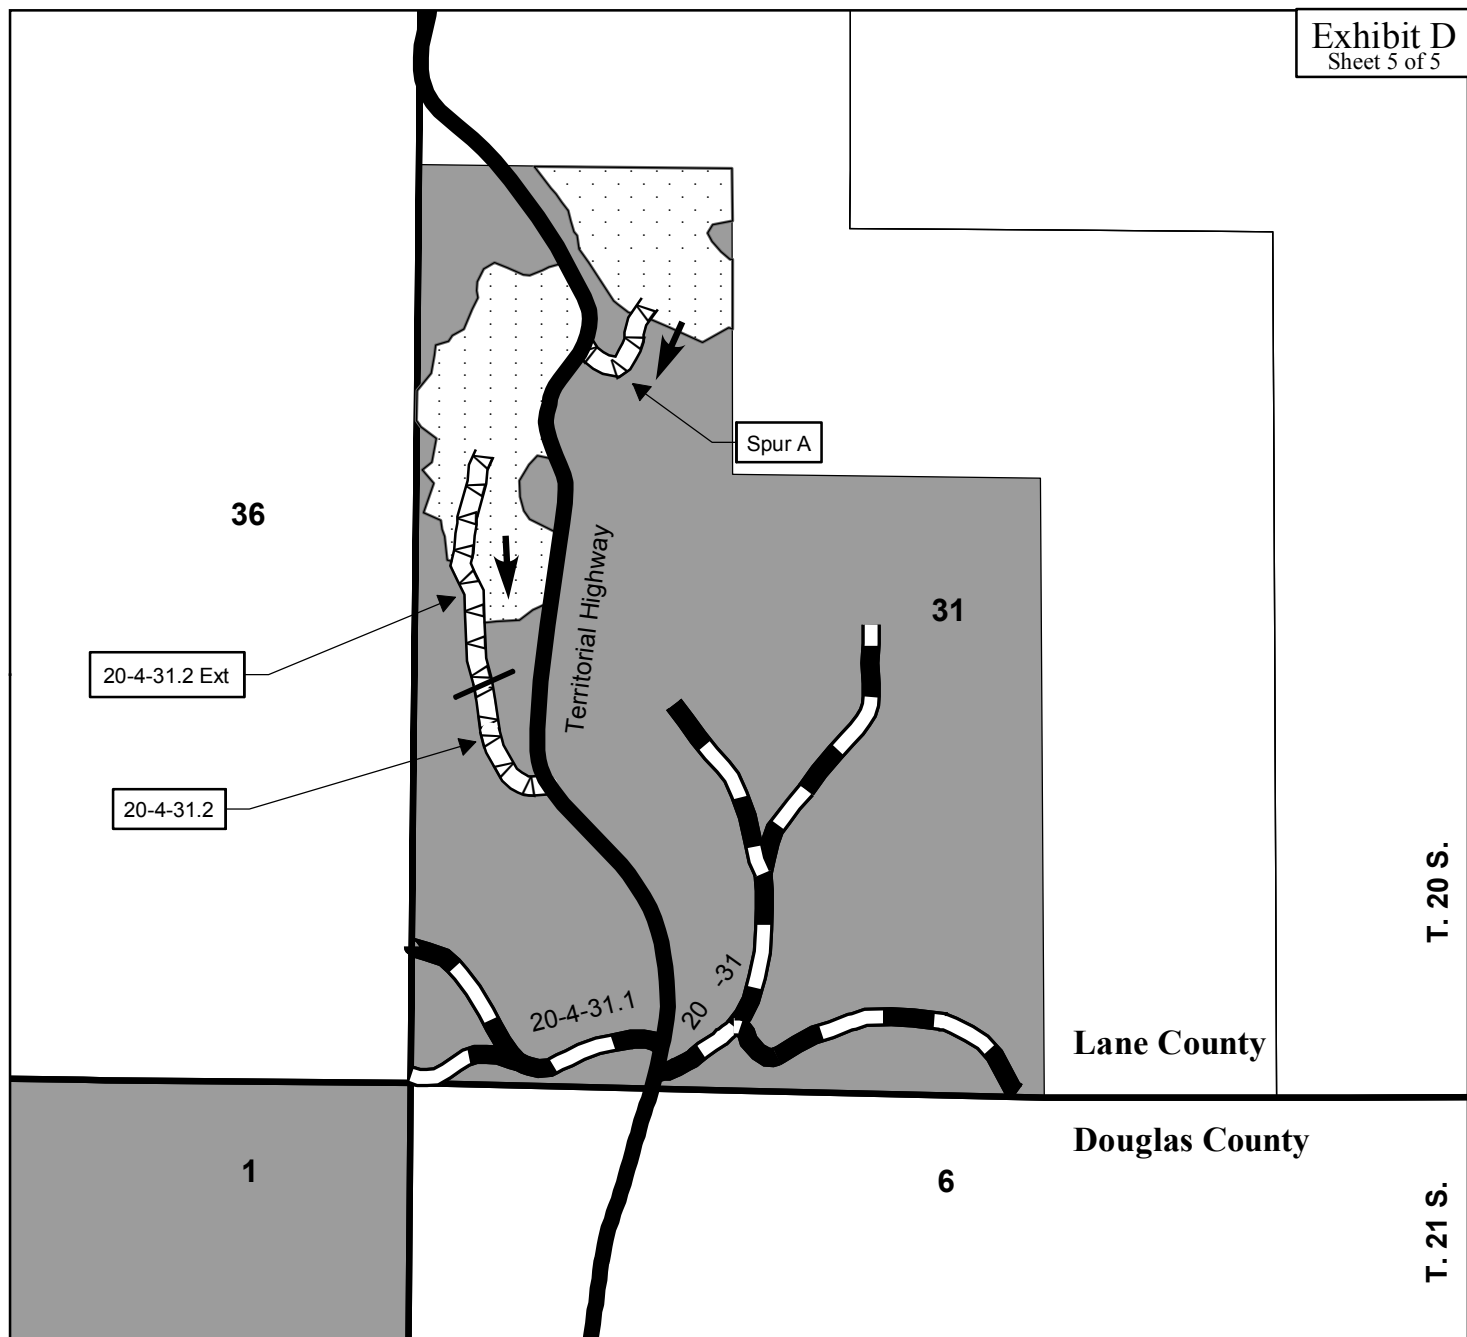 Exhibit D
Sheet 5 of 5
Spur A
36
Territorial Highway
31
20-4-31.2 Ext
20-4-31.2
T. 20 S.
20-4-31.1
20 -31
Lane County
Douglas County
1
6
T. 21 S.